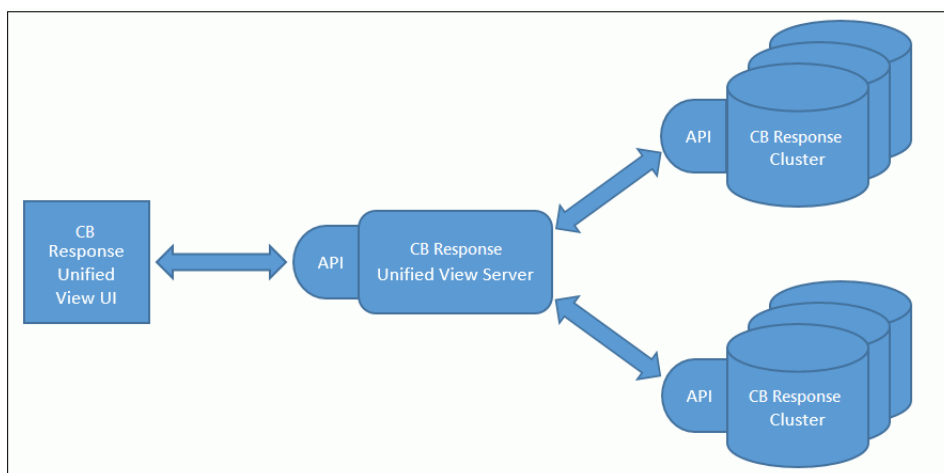 CB
Response
Unified
View UI
API
CB Response
Unified View Server
API
CB Response
Cluster
API
CB Response
Cluster